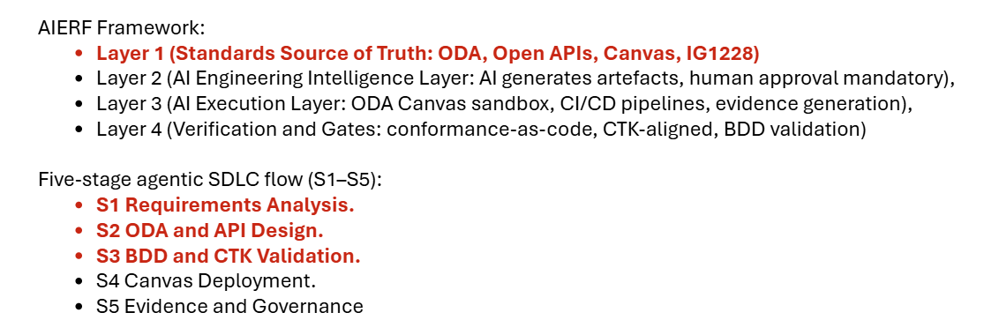 AIERF Framework:
• Layer 1 (Standards Source of Truth: ODA, Open APIs, Canvas, IG1228)
• Layer 2 (AI Engineering Intelligence Layer: AI generates artefacts, human approval mandatory),
• Layer 3 (AI Execution Layer: ODA Canvas sandbox, CI/CD pipelines, evidence generation),
• Layer 4 (Verification and Gates: conformance-as-code, CTK-aligned, BDD validation)
Five-stage agentic SDLC flow (S1–S5):
• S1 Requirements Analysis.
• S2 ODA and API Design.
• S3 BDD and CTK Validation.
• S4 Canvas Deployment.
• S5 Evidence and Governance